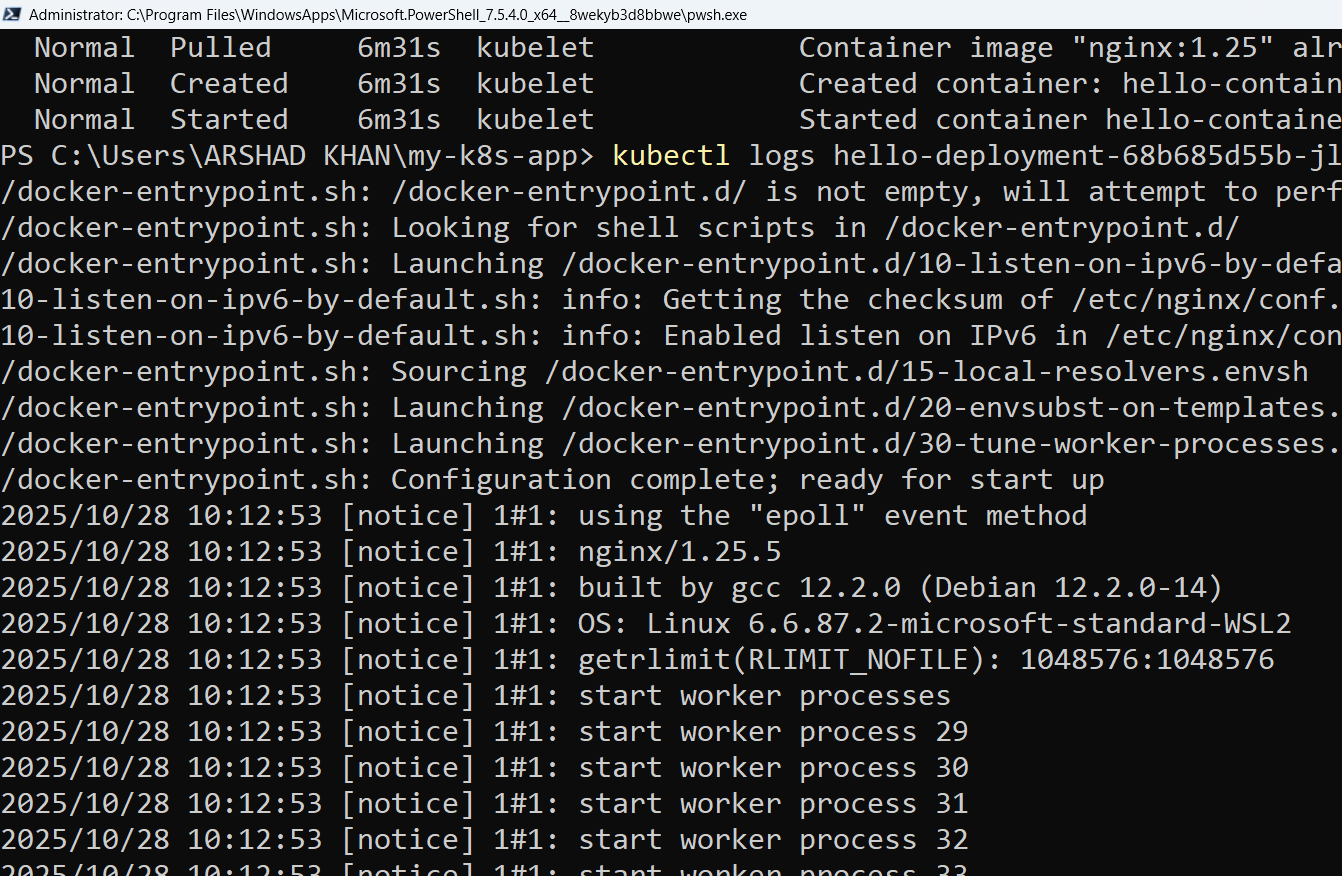 Administrator: C:\Program Files\WindowsApps\Microsoft.PowerShell_7.5.4.0_x64__8wekyb3d8bbwe\pwsh.exe
Normal Pulled 6m31s kubelet Container image "nginx:1.25" alr
Normal Created 6m31s kubelet Created container: hello-contain
Normal Started 6m31s kubelet Started container hello-containe
PS C:\Users\ARSHAD KHAN\my-k8s-app> kubectl logs hello-deployment-68b685d55b-jl
/docker-entrypoint.sh: /docker-entrypoint.d/ is not empty, will attempt to perf
/docker-entrypoint.sh: Looking for shell scripts in /docker-entrypoint.d/
/docker-entrypoint.sh: Launching /docker-entrypoint.d/10-listen-on-ipv6-by-defa
10-listen-on-ipv6-by-default.sh: info: Getting the checksum of /etc/nginx/conf.
10-listen-on-ipv6-by-default.sh: info: Enabled listen on IPv6 in /etc/nginx/con
/docker-entrypoint.sh: Sourcing /docker-entrypoint.d/15-local-resolvers.envsh
/docker-entrypoint.sh: Launching /docker-entrypoint.d/20-envsubst-on-templates.
/docker-entrypoint.sh: Launching /docker-entrypoint.d/30-tune-worker-processes.
/docker-entrypoint.sh: Configuration complete; ready for start up
2025/10/28 10:12:53 [notice] 1#1: using the "epoll" event method
2025/10/28 10:12:53 [notice] 1#1: nginx/1.25.5
2025/10/28 10:12:53 [notice] 1#1: built by gcc 12.2.0 (Debian 12.2.0-14)
2025/10/28 10:12:53 [notice] 1#1: OS: Linux 6.6.87.2-microsoft-standard-WSL2
2025/10/28 10:12:53 [notice] 1#1: getrlimit(RLIMIT_NOFILE): 1048576:1048576
2025/10/28 10:12:53 [notice] 1#1: start worker processes
2025/10/28 10:12:53 [notice] 1#1: start worker process 29
2025/10/28 10:12:53 [notice] 1#1: start worker process 30
2025/10/28 10:12:53 [notice] 1#1: start worker process 31
2025/10/28 10:12:53 [notice] 1#1: start worker process 32
2025/10/28 10:12:53 [notice] 1#1: start worker process 33